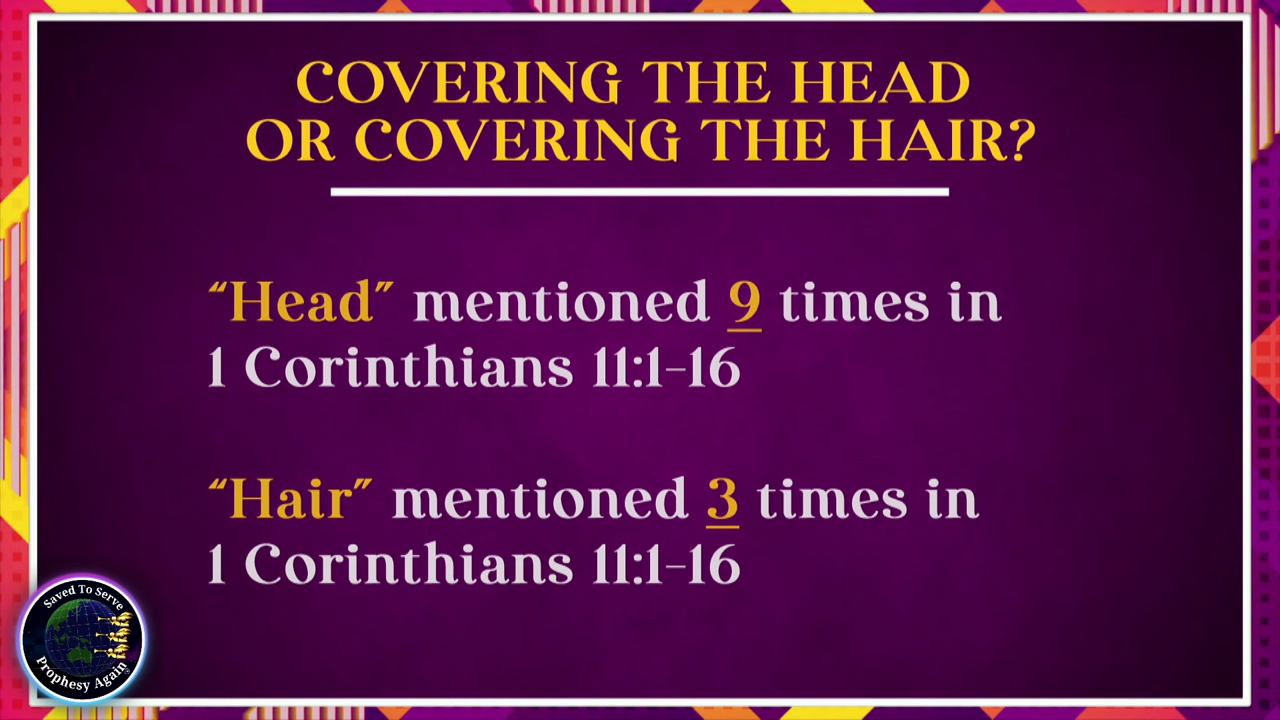 COVERING THE HEAD
OR COVERING THE HAIR?
“Head” mentioned 9 times in
1 Corinthians 11:1-16
“Hair” mentioned 3 times in
1 Corinthians 11:1-16
Saved To Serve
Prophesy Again